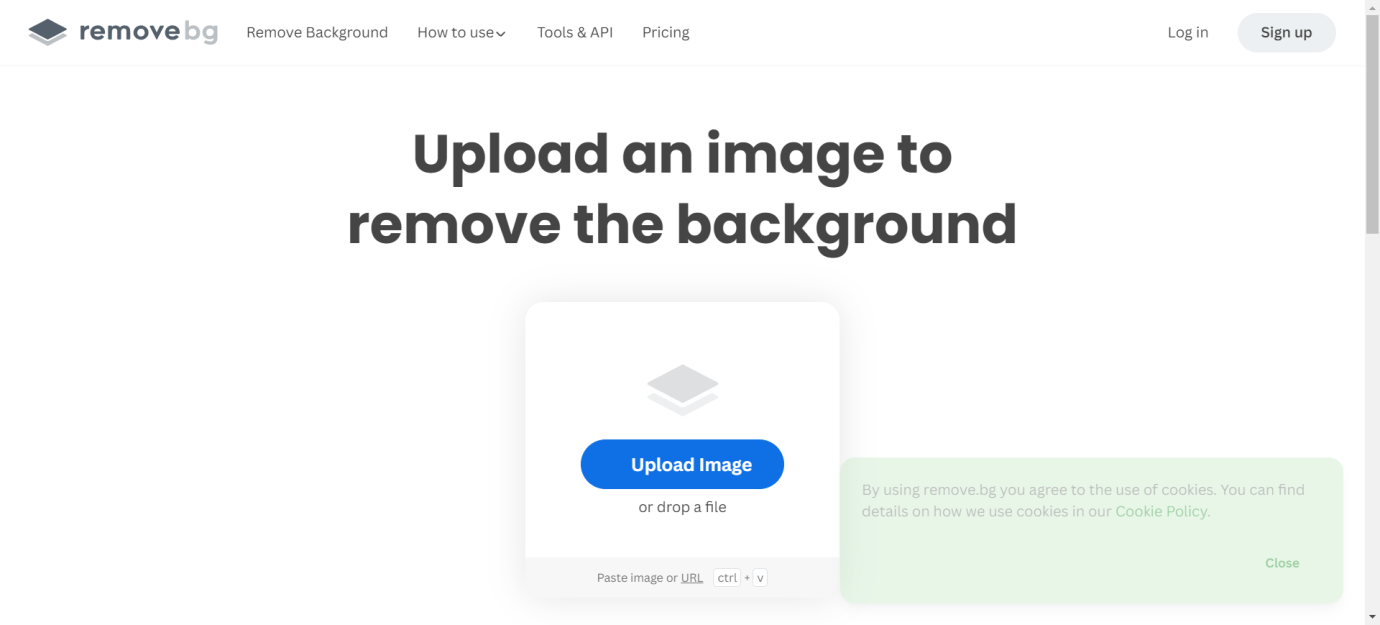 removebg Remove Background How to use Tools & API Pricing Log in Sign up
Upload an image to
remove the background
Upload Image
or drop a file
Paste image or URL ctrl + v
By using remove.bg you agree to the use of cookies. You can find
details on how we use cookies in our Cookie Policy.
Close